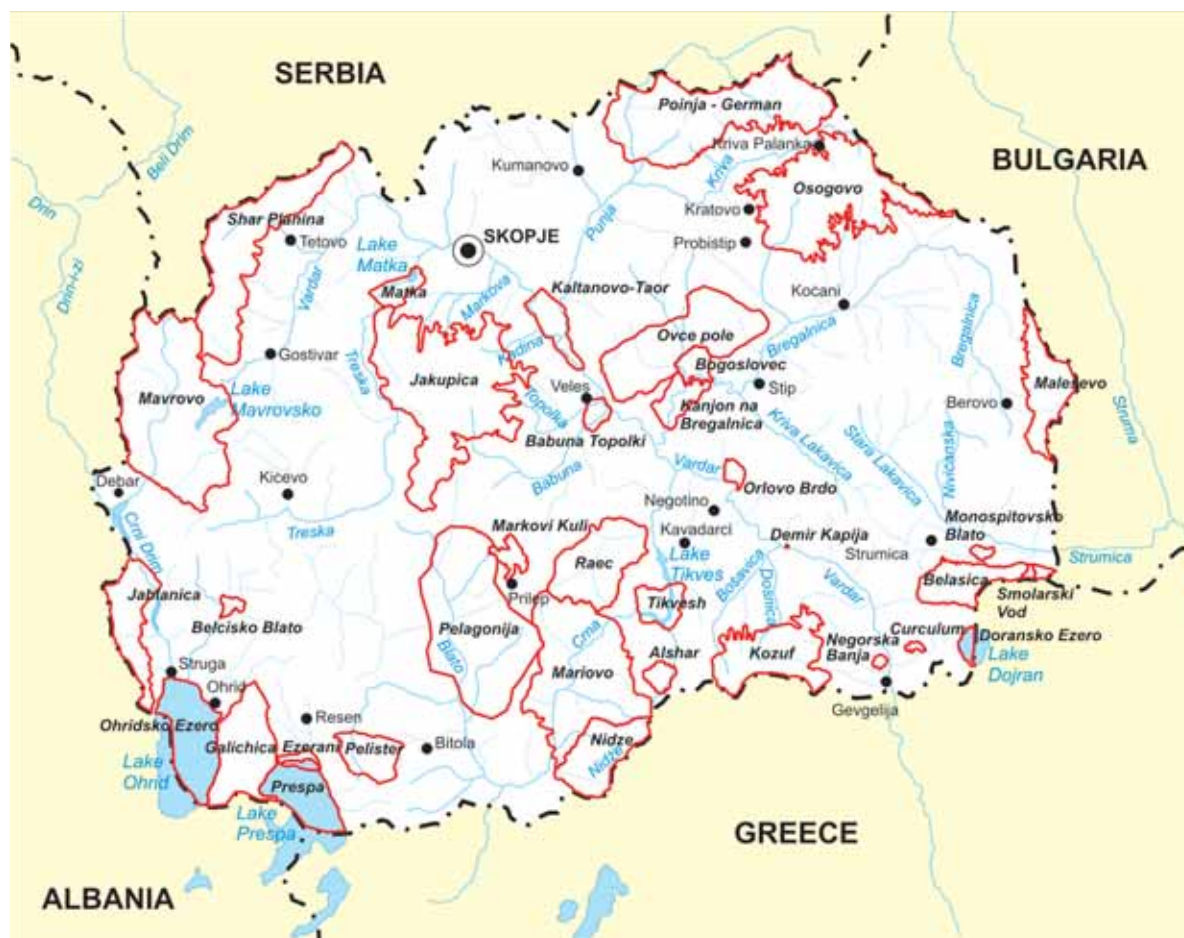 SERBIA
Poinja - German
Kriva Palanka
BULGARIA
Kumanovo
Beli Drim
Kriva
Osogovo
Drin
Kratovo
Shar Planina
Punja
Tetovo
Lake
Matka
SKOPJE
Probistip
Drin-i-zi
Vardar
Matka
Markova
Kaltanovo-Taor
Kocani
Bregalnica
Bregalnica
Ovce pole
Kadina
Gostivar
Treska
Bogoslovec
Jakupica
Mavrovo
Lake
Mavrovsko
Veles
Stip
Malesevo
Berovo
Struma
Topolka
Kanjon na
Bregalnica
Babuna Topolki
Kriva Lakavica
Stara Lakavica
Nivicanska
Babuna
Vardar
Debar
Kicevo
Orlovo Brdo
Negotino
Crni Drim
Treska
Markovi Kuli
Kavadarci
Demir Kapija
Monospitovsko
Blato
Strumica
Strumica
Raec
Lake
Tikves
Bošavica
Došnica
Vardar
Belasica
Jablanica
Prilep
Tikvesh
Smolarski
Vod
Belcisko Blato
Pelagonija
Crna
Curculum
Doransko Ezero
Negorska
Banja
Alshar
Kozuf
Lake
Dojran
Blato
Mariovo
Struga
Ohrid
Gevgelija
Ohridsko Ezero
Resen
Galichica
Ezerani
Pelister
Bitola
Nidze
Nidze
Lake
Ohrid
Prespa
Lake
Prespa
GREECE
ALBANIA